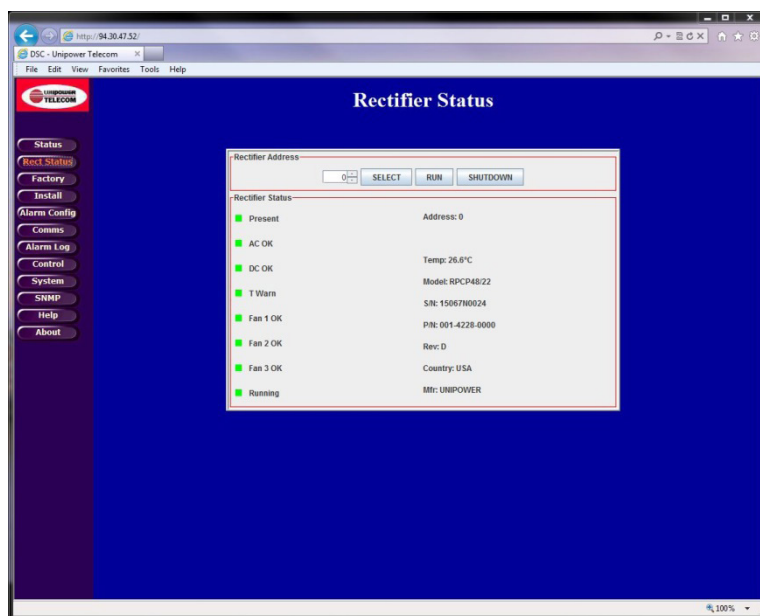 http://94.30.47.52/
DSC - Unipower Telecom
File Edit View Favorites Tools Help
UNIPOWER
TELECOM
Rectifier Status
Status
Rect Status
Factory
Install
Alarm Config
Comms
Alarm Log
Control
System
SNMP
Help
About
Rectifier Address
0 SELECT RUN SHUTDOWN
Rectifier Status
Present
AC OK
DC OK
T Warn
Fan 1 OK
Fan 2 OK
Fan 3 OK
Running
Address: 0
Temp: 26.6°C
Model: RPCP48/22
S/N: 15067N0024
P/N: 001-4228-0000
Rev: D
Country: USA
Mfr: UNIPOWER
100%